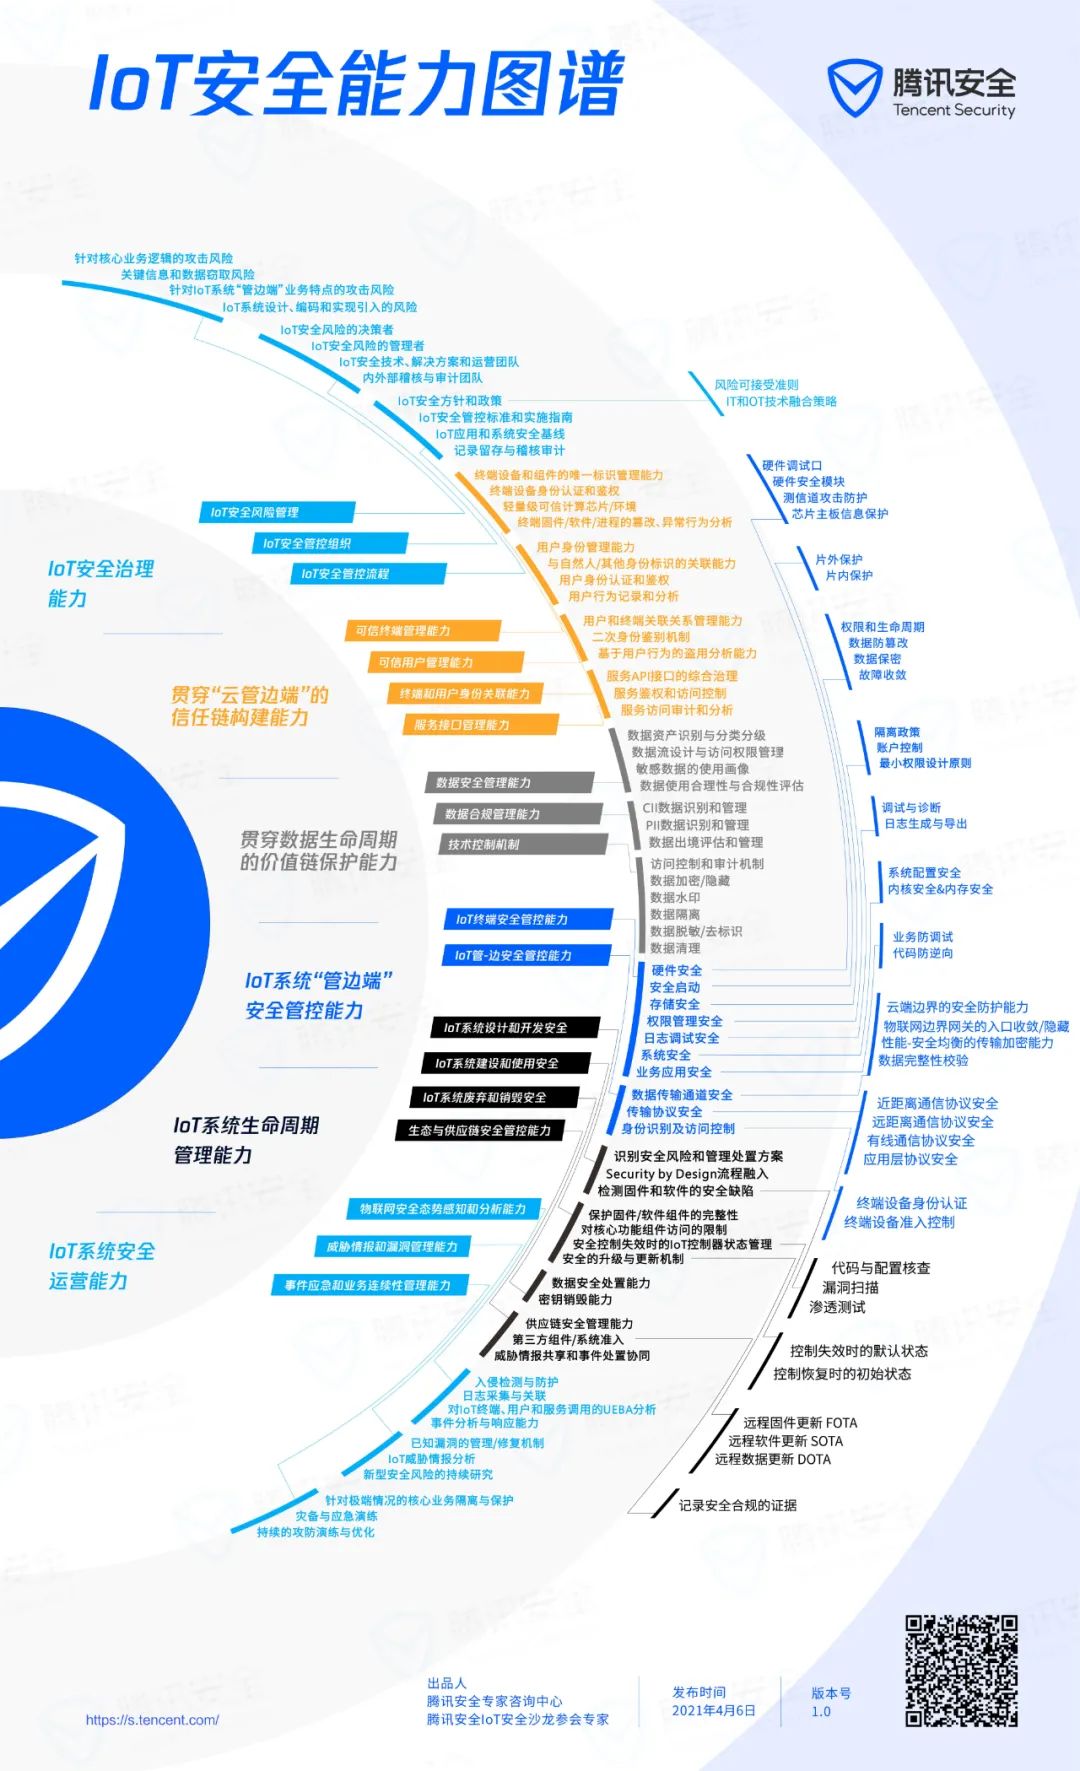 IoT安全能力图谱
腾讯安全
Tencent Security
针对核心业务逻辑的攻击风险
关键信息和数据窃取风险
针对IoT系统“管边端”业务特点的攻击风险
IoT系统设计、编码和实现引入的风险
IoT安全风险的决策者
IoT安全风险的管理者
IoT安全技术、解决方案和运营团队
内外部稽核与审计团队
IoT安全方针和政策
IoT安全管控标准和实施指南
IoT应用和系统安全基线
记录留存与稽核审计
风险可接受准则
IT和OT技术融合策略
IoT安全风险管理
IoT安全管控组织
IoT安全管控流程
IoT安全治理
能力
终端设备和组件的唯一标识管理能力
终端设备身份认证和鉴权
轻量级可信计算芯片/环境
终端固件/软件/进程的篡改、异常行为分析
用户身份管理能力
与自然人/其他身份标识的关联能力
用户身份认证和鉴权
用户行为记录和分析
用户和终端关联关系管理能力
二次身份鉴别机制
基于用户行为的盗用分析能力
服务API接口的综合治理
服务鉴权和访问控制
服务访问审计和分析
可信终端管理能力
可信用户管理能力
终端和用户身份关联能力
服务接口管理能力
贯穿“云管边端”的
信任链构建能力
数据资产识别与分类分级
数据流设计与访问权限管理
敏感数据的使用画像
数据使用合理性与合规性评估
CII数据识别和管理
PII数据识别和管理
数据出境评估和管理
访问控制和审计机制
数据加密/隐藏
数据水印
数据隔离
数据脱敏/去标识
数据清理
数据安全管理能力
数据合规管理能力
技术控制机制
贯穿数据生命周期
的价值链保护能力
IoT终端安全管控能力
IoT管-边安全管控能力
IoT系统“管边端”
安全管控能力
硬件安全
安全启动
存储安全
权限管理安全
日志调试安全
系统安全
业务应用安全
数据传输通道安全
传输协议安全
身份识别及访问控制
硬件调试口
硬件安全模块
测信道攻击防护
芯片主板信息保护
片外保护
片内保护
权限和生命周期
数据防篡改
数据保密
故障收敛
隔离政策
账户控制
最小权限设计原则
调试与诊断
日志生成与导出
系统配置安全
内核安全&内存安全
业务防调试
代码防逆向
云端边界的安全防护能力
物联网边界网关的入口收敛/隐藏
性能-安全均衡的传输加密能力
数据完整性校验
近距离通信协议安全
远距离通信协议安全
有线通信协议安全
应用层协议安全
终端设备身份认证
终端设备准入控制
IoT系统设计和开发安全
IoT系统建设和使用安全
IoT系统废弃和销毁安全
生态与供应链安全管控能力
IoT系统生命周期
管理能力
识别安全风险和管理处置方案
Security by Design流程融入
检测固件和软件的安全缺陷
保护固件/软件组件的完整性
对核心功能组件访问的限制
安全控制失效时的IoT控制器状态管理
安全的升级与更新机制
数据安全处置能力
密钥销毁能力
供应链安全管理能力
第三方组件/系统准入
威胁情报共享和事件处置协同
代码与配置核查
漏洞扫描
渗透测试
控制失效时的默认状态
控制恢复时的初始状态
远程固件更新 FOTA
远程软件更新 SOTA
远程数据更新 DOTA
记录安全合规的证据
物联网安全态势感知和分析能力
威胁情报和漏洞管理能力
事件应急和业务连续性管理能力
IoT系统安全
运营能力
入侵检测与防护
日志采集与关联
对IoT终端、用户和服务调用的UEBA分析
事件分析与响应能力
已知漏洞的管理/修复机制
IoT威胁情报分析
新型安全风险的持续研究
针对极端情况的核心业务隔离与保护
灾备与应急演练
持续的攻防演练与优化
https://s.tencent.com/
出品人
腾讯安全专家咨询中心
腾讯安全IoT安全沙龙参会专家
发布时间
2021年4月6日
版本号
1.0